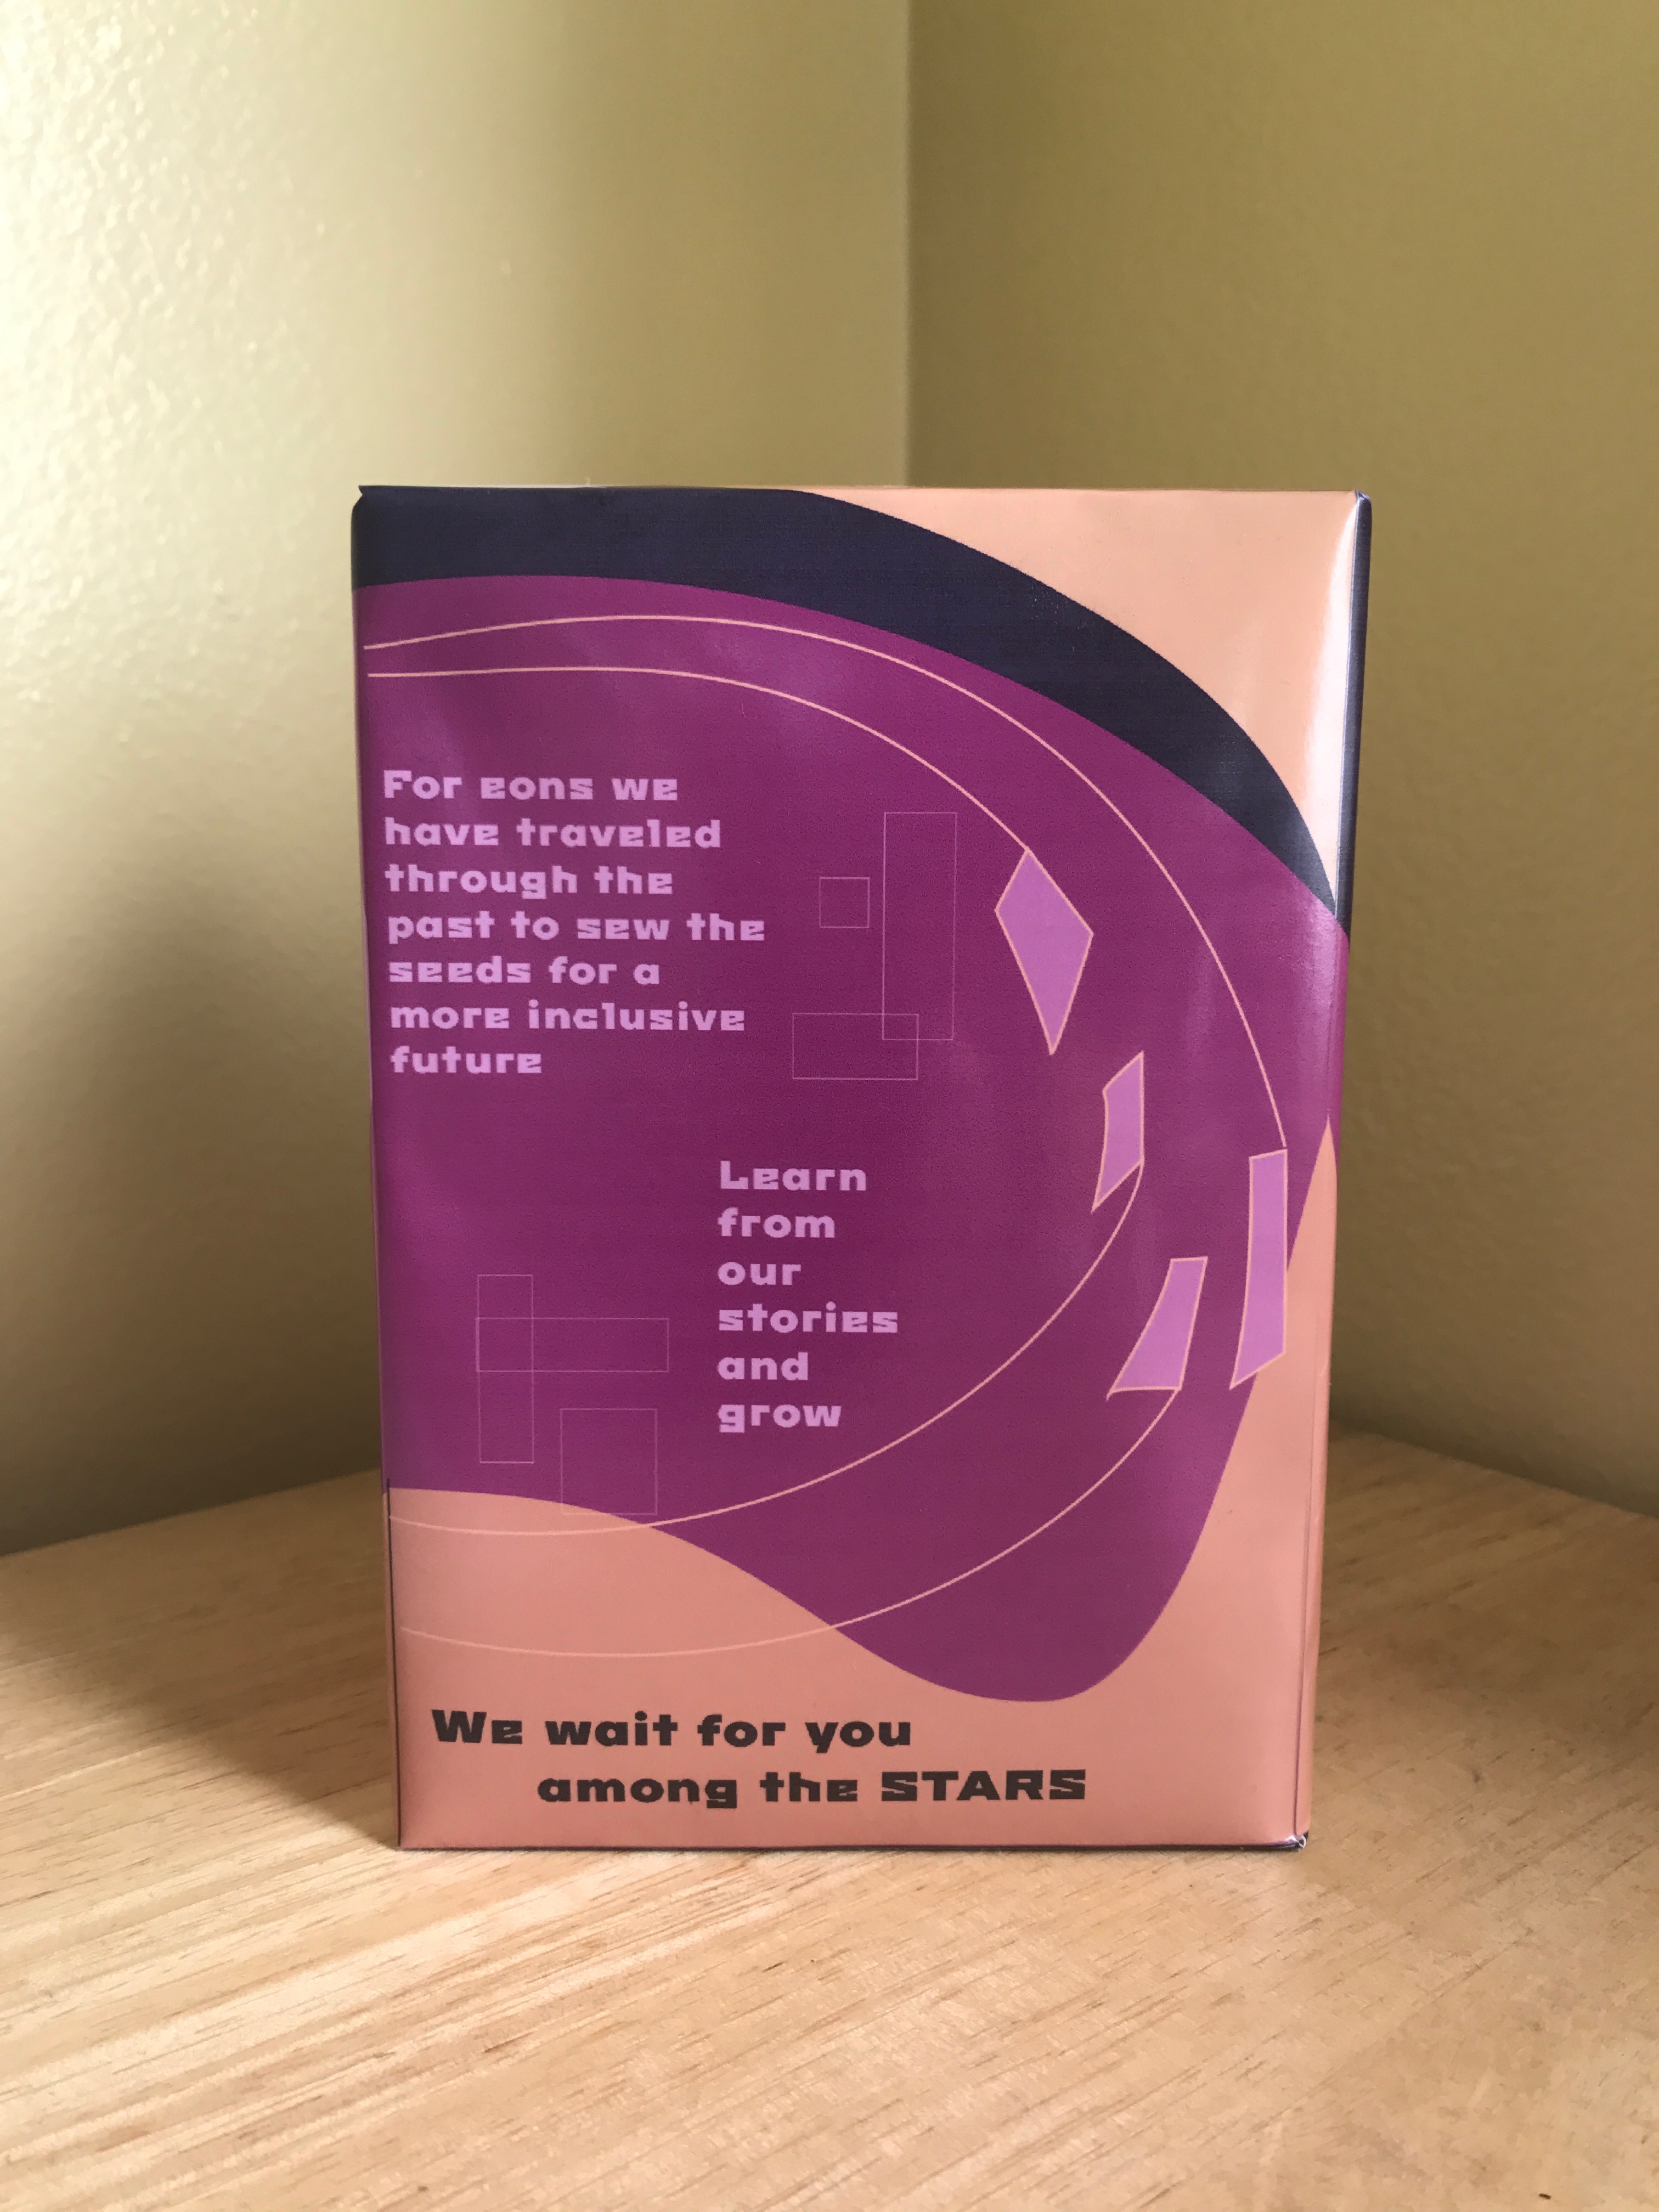 For eons we
have traveled
through the
past to sew the
seeds for a
more inclusive
future
Learn
from
our
stories
and
grow
We wait for you
among the STARS